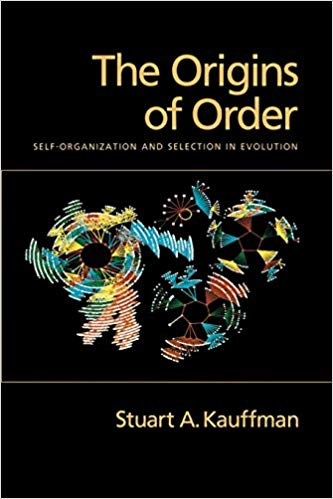 The Origins
of Order
SELF-ORGANIZATION AND SELECTION IN EVOLUTION
Stuart A. Kauffman